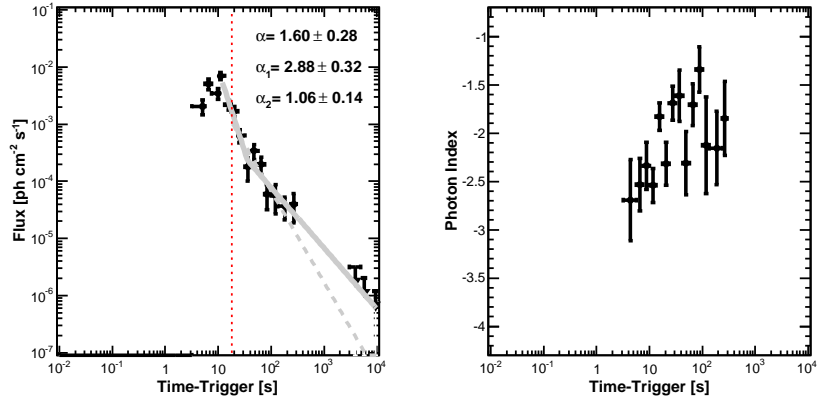 10⁻¹
10⁻²
10⁻³
10⁻⁴
10⁻⁵
10⁻⁶
10⁻⁷
Flux [ph cm⁻² s⁻¹]
α= 1.60 ± 0.28
α₁= 2.88 ± 0.32
α₂= 1.06 ± 0.14
10⁻² 10⁻¹ 1 10 10² 10³ 10⁴
Time-Trigger [s]
-1
-1.5
-2
-2.5
-3
-3.5
-4
Photon Index
10⁻² 10⁻¹ 1 10 10² 10³ 10⁴
Time-Trigger [s]